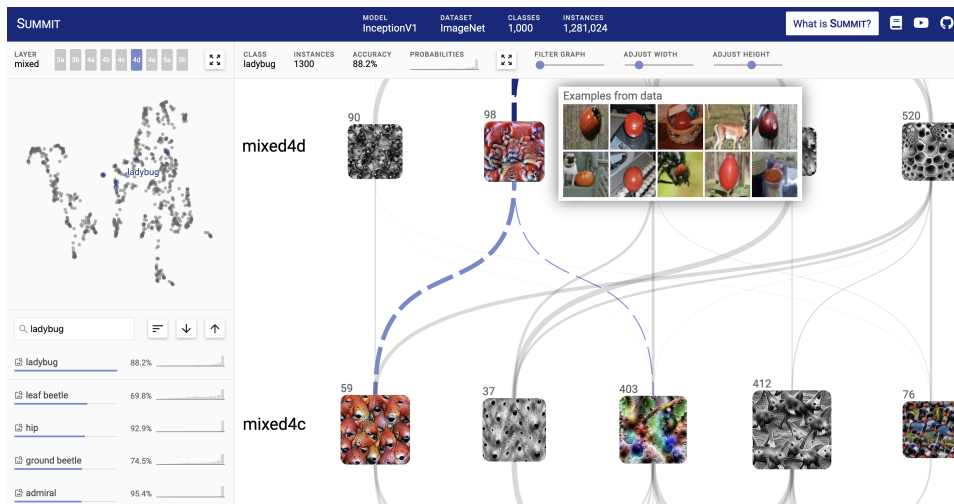 SUMMIT
MODEL
InceptionV1
DATASET
ImageNet
CLASSES
1,000
INSTANCES
1,281,024
What is SUMMIT?
LAYER
mixed
3a 3b 4a 4b 4c 4d 4e 5a 5b
CLASS
ladybug
INSTANCES
1300
ACCURACY
88.2%
PROBABILITIES
FILTER GRAPH
ADJUST WIDTH
ADJUST HEIGHT
ladybug
ladybug
ladybug 88.2%
leaf beetle 69.8%
hip 92.9%
ground beetle 74.5%
admiral 95.4%
Examples from data
mixed4d
90
98
520
mixed4c
59
37
403
412
76